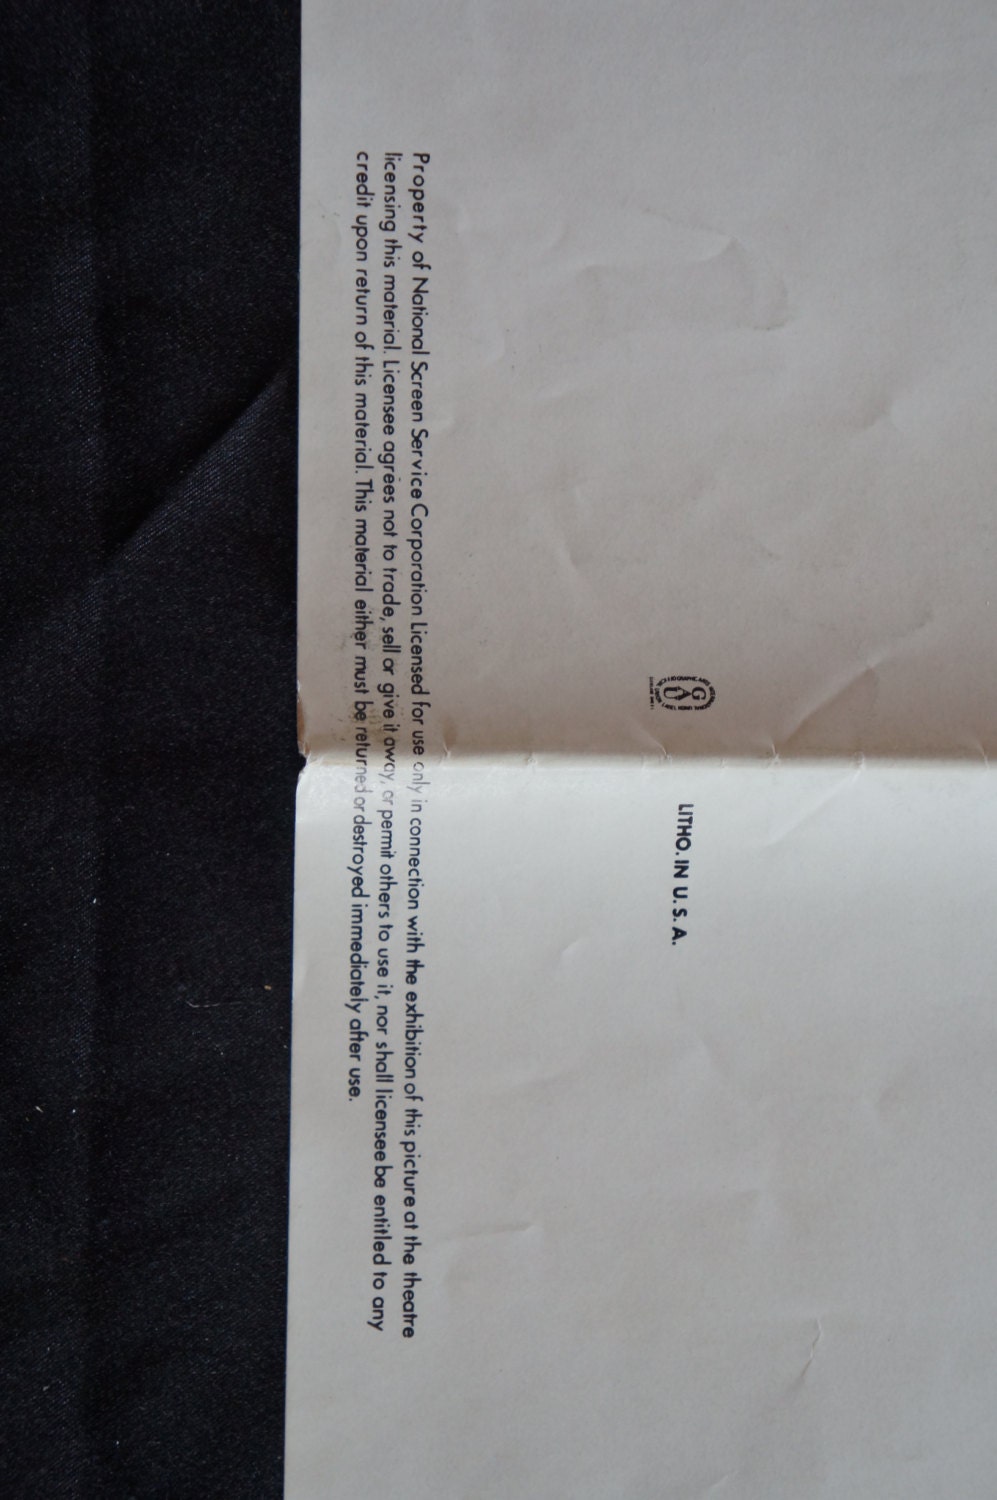 LITHO. IN U. S. A.
Property of National Screen Service Corporation Licensed for use only in connection with the exhibition of this picture at the theatre
licensing this material. Licensee agrees not to trade, sell or give it away, or permit others to use it, nor shall licensee be entitled to any
credit upon return of this material. This material either must be returned or destroyed immediately after use.